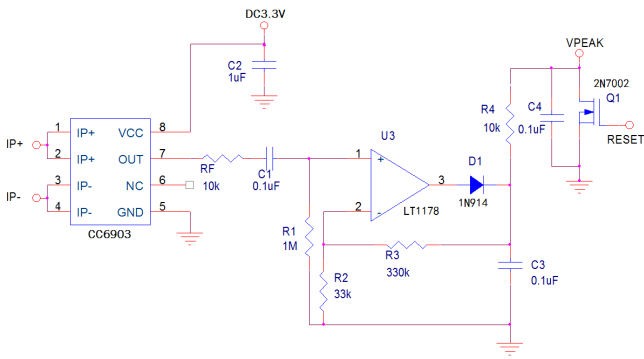 DC3.3V
VPEAK
C2
1uF
2N7002
Q1
R4
10k
C4
0.1uF
RESET
IP+
IP-
1
2
3
4
IP+
IP+
IP-
IP-
VCC
OUT
NC
GND
8
7
6
5
CC6903
RF
10k
C1
0.1uF
U3
1
+
2
-
3
LT1178
D1
1N914
R1
1M
R2
33k
R3
330k
C3
0.1uF